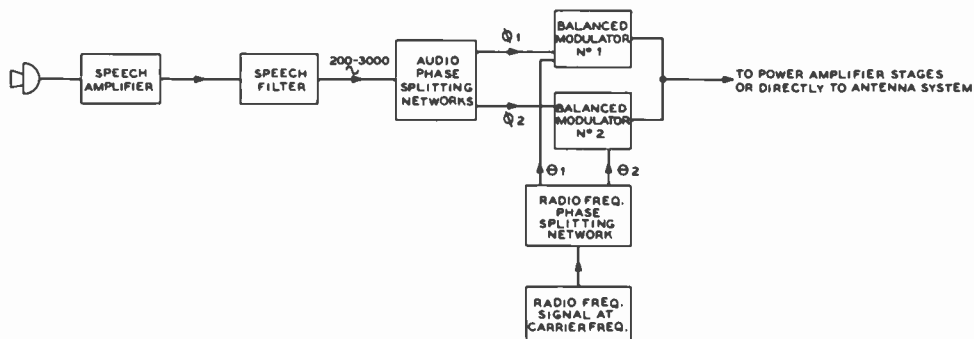 SPEECH
AMPLIFIER
SPEECH
FILTER
200-3000
AUDIO
PHASE
SPLITTING
NETWORKS
Φ1
Φ2
BALANCED
MODULATOR
Nº 1
BALANCED
MODULATOR
Nº 2
TO POWER AMPLIFIER STAGES
OR DIRECTLY TO ANTENNA SYSTEM
Θ1
Θ2
RADIO FREQ.
PHASE
SPLITTING
NETWORK
RADIO FREQ.
SIGNAL AT
CARRIER FREQ.